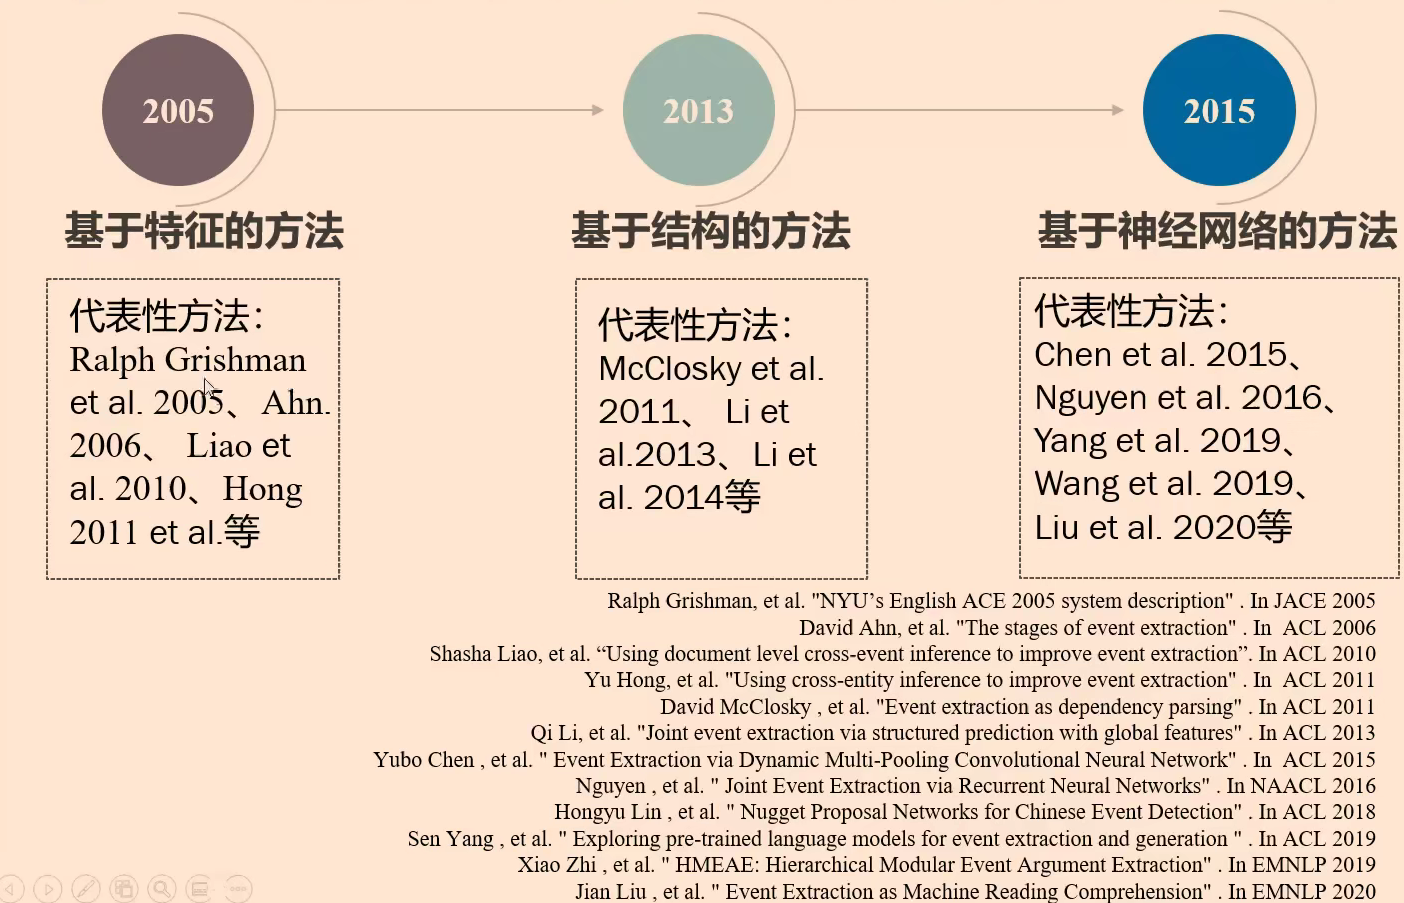 2005
2013
2015
基于特征的方法
基于结构的方法
基于神经网络的方法
代表性方法：
Ralph Grishman
et al. 2005、Ahn.
2006、 Liao et
al. 2010、Hong
2011 et al.等
代表性方法：
McClosky et al.
2011、 Li et
al.2013、Li et
al. 2014等
代表性方法：
Chen et al. 2015、
Nguyen et al. 2016、
Yang et al. 2019、
Wang et al. 2019、
Liu et al. 2020等
Ralph Grishman, et al. "NYU’s English ACE 2005 system description" . In JACE 2005
David Ahn, et al. "The stages of event extraction" . In  ACL 2006
Shasha Liao, et al. “Using document level cross-event inference to improve event extraction”. In ACL 2010
Yu Hong, et al. "Using cross-entity inference to improve event extraction" . In  ACL 2011
David McClosky , et al. "Event extraction as dependency parsing" . In ACL 2011
Qi Li, et al. "Joint event extraction via structured prediction with global features" . In ACL 2013
Yubo Chen , et al. " Event Extraction via Dynamic Multi-Pooling Convolutional Neural Network" . In  ACL 2015
Nguyen , et al. " Joint Event Extraction via Recurrent Neural Networks" . In NAACL 2016
Hongyu Lin , et al. " Nugget Proposal Networks for Chinese Event Detection" . In ACL 2018
Sen Yang , et al. " Exploring pre-trained language models for event extraction and generation " . In ACL 2019
Xiao Zhi , et al. " HMEAE: Hierarchical Modular Event Argument Extraction" . In EMNLP 2019
Jian Liu , et al. " Event Extraction as Machine Reading Comprehension" . In EMNLP 2020